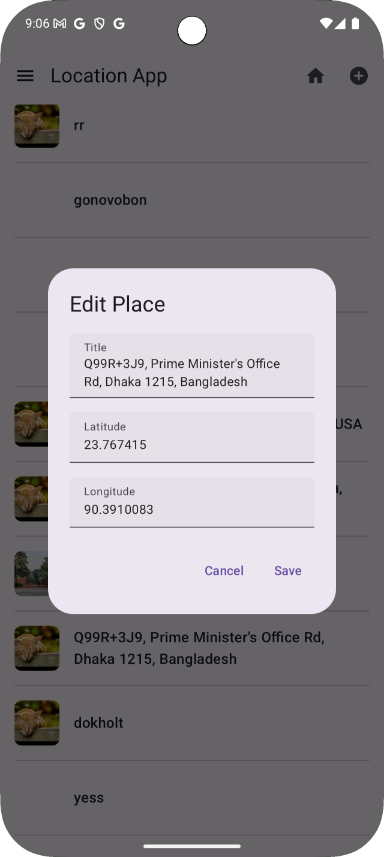 9:06
Location App
rr
gonovobon
Edit Place
Title
Q99R+3J9, Prime Minister's Office
Rd, Dhaka 1215, Bangladesh
Latitude
23.767415
USA
Longitude
90.3910083
Cancel
Save
Q99R+3J9, Prime Minister's Office Rd,
Dhaka 1215, Bangladesh
dokholt
yess